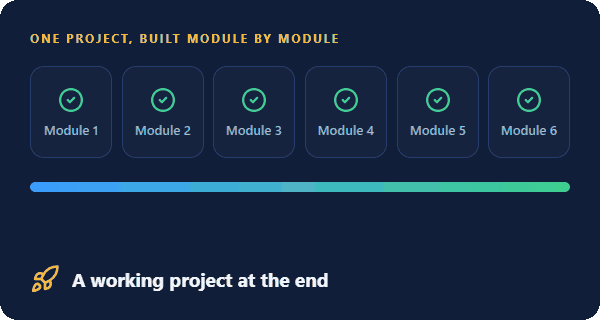 ONE PROJECT, BUILT MODULE BY MODULE
Module 1
Module 2
Module 3
Module 4
Module 5
Module 6
A working project at the end